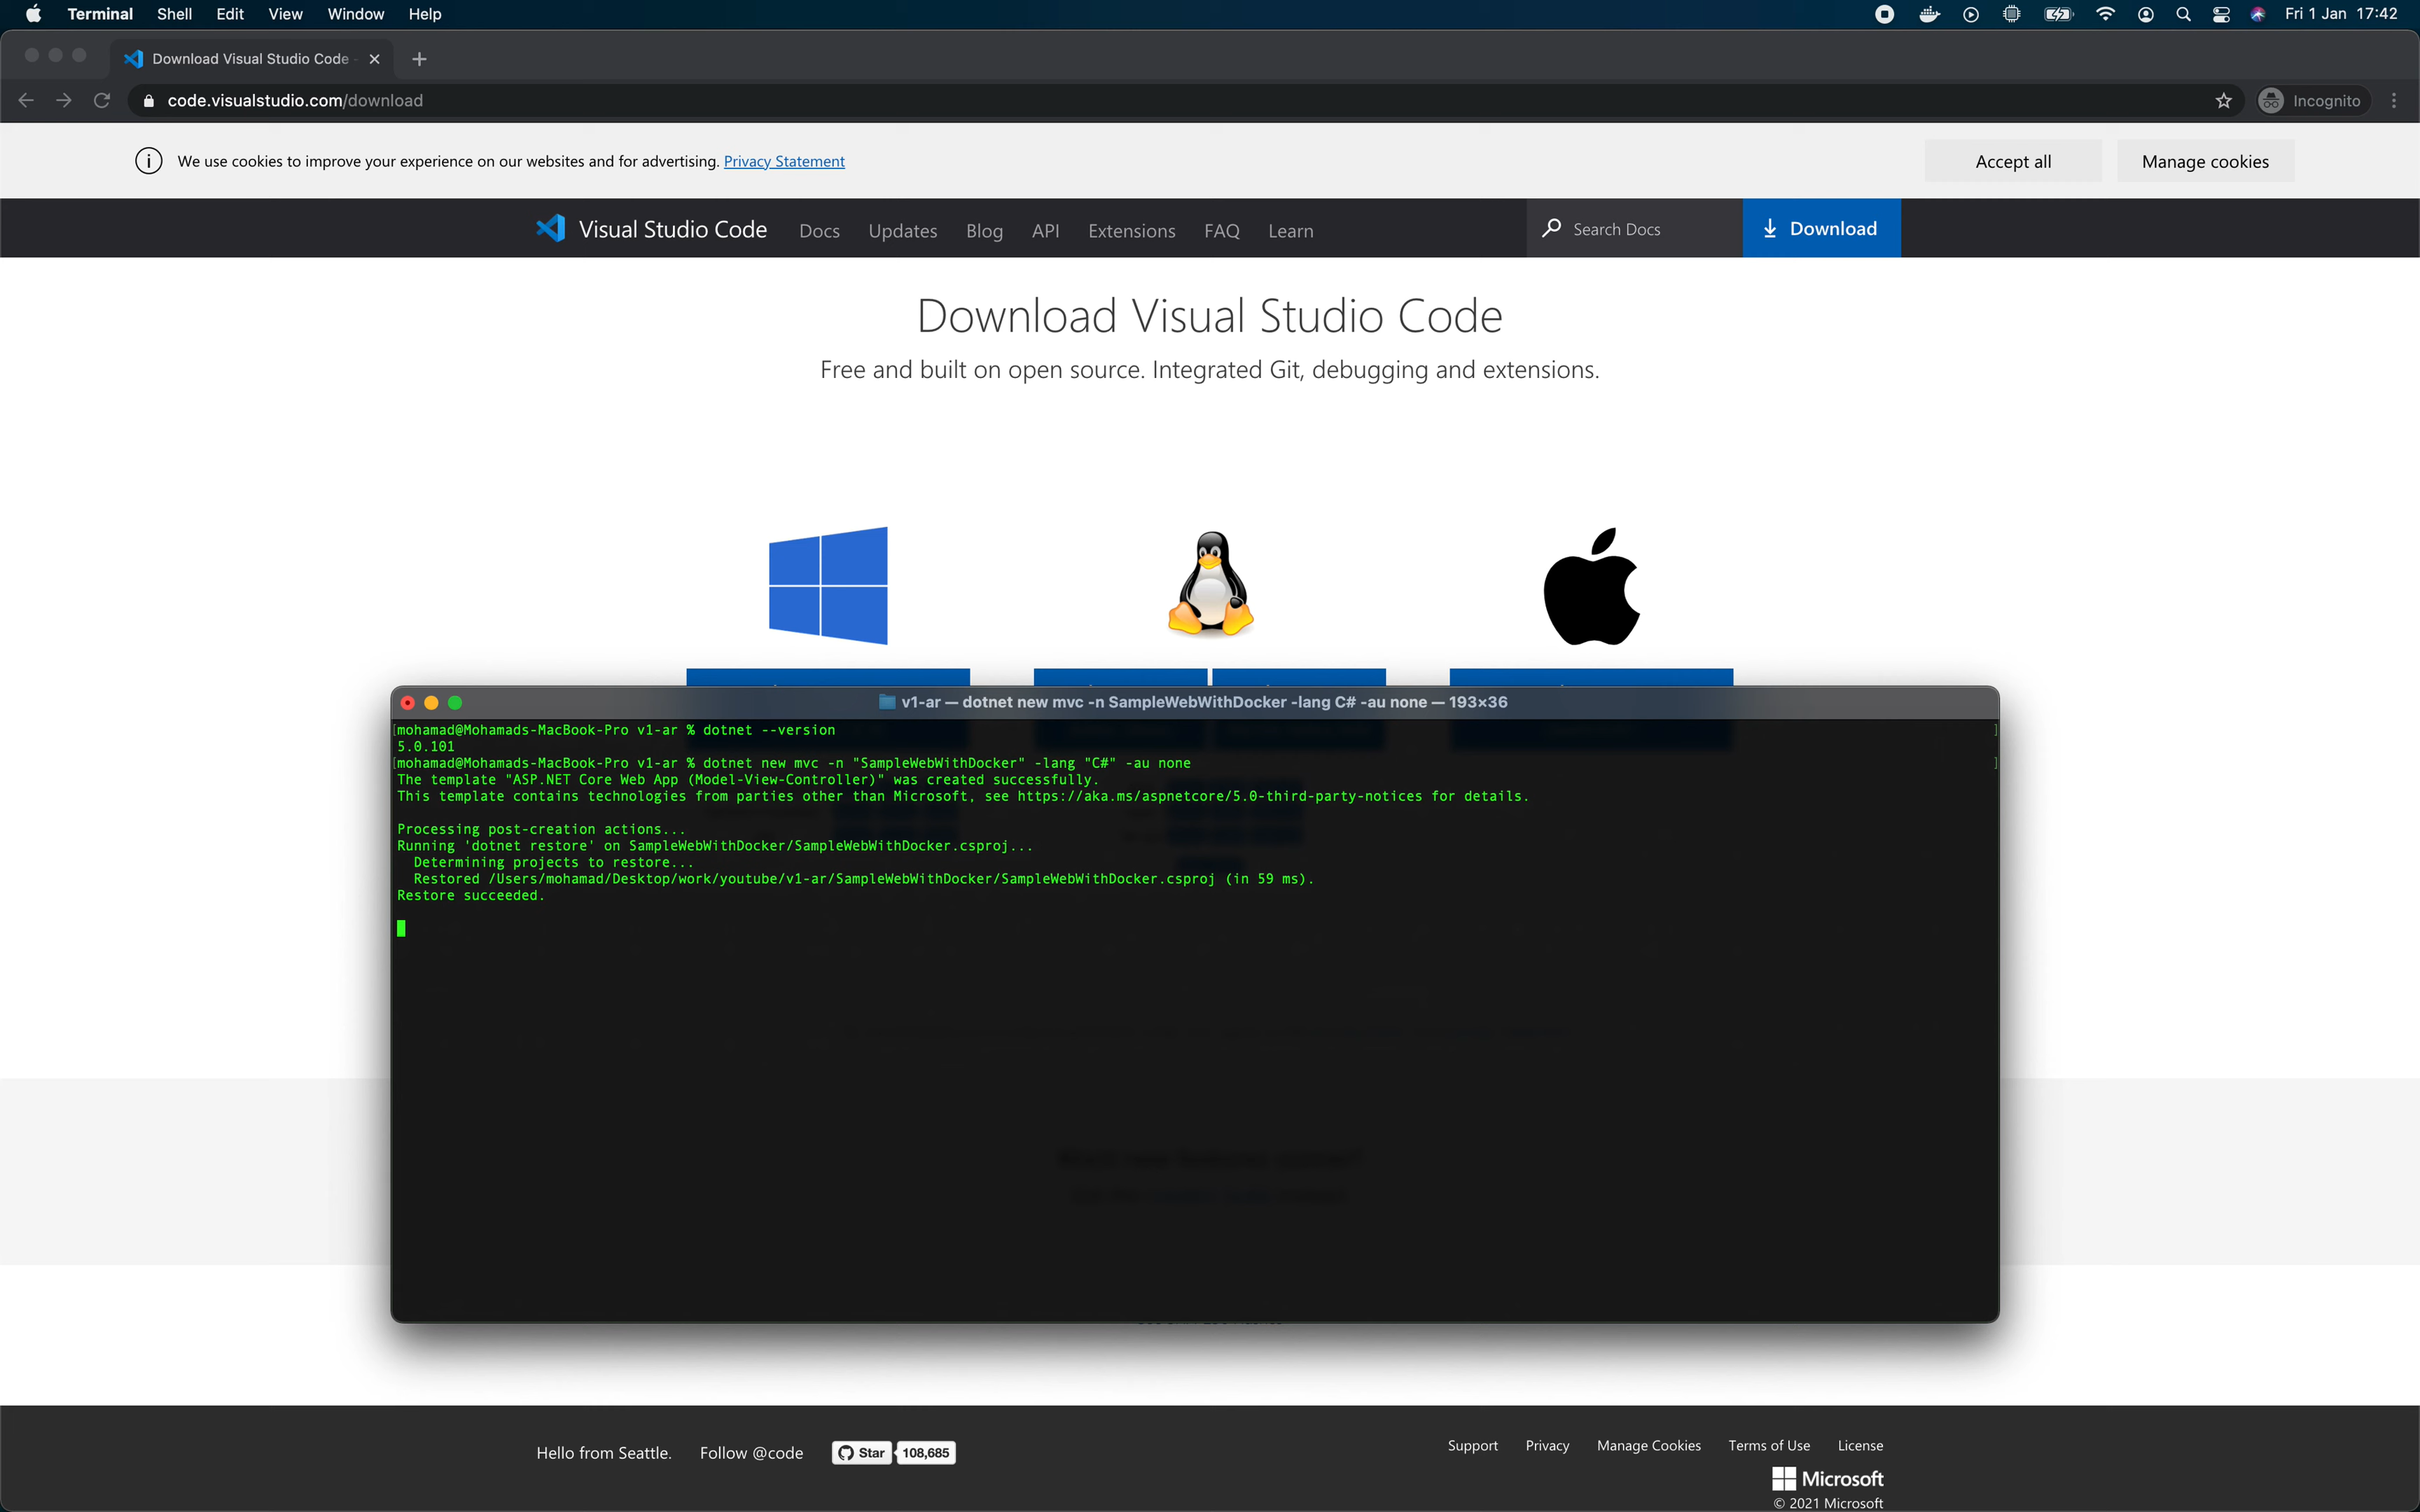 Terminal Shell Edit View Window Help Fri 1 Jan 17:42
Download Visual Studio Code -
code.visualstudio.com/download Incognito
We use cookies to improve your experience on our websites and for advertising. Privacy Statement Accept all Manage cookies
Visual Studio Code Docs Updates Blog API Extensions FAQ Learn Search Docs Download
Download Visual Studio Code
Free and built on open source. Integrated Git, debugging and extensions.
v1-ar — dotnet new mvc -n SampleWebWithDocker -lang C# -au none — 193×36
[mohamad@Mohamads-MacBook-Pro v1-ar % dotnet --version ]
5.0.101
[mohamad@Mohamads-MacBook-Pro v1-ar % dotnet new mvc -n "SampleWebWithDocker" -lang "C#" -au none ]
The template "ASP.NET Core Web App (Model-View-Controller)" was created successfully.
This template contains technologies from parties other than Microsoft, see https://aka.ms/aspnetcore/5.0-third-party-notices for details.
Processing post-creation actions...
Running 'dotnet restore' on SampleWebWithDocker/SampleWebWithDocker.csproj...
Determining projects to restore...
Restored /Users/mohamad/Desktop/work/youtube/v1-ar/SampleWebWithDocker/SampleWebWithDocker.csproj (in 59 ms).
Restore succeeded.
Hello from Seattle. Follow @code Star 108,685
Support Privacy Manage Cookies Terms of Use License
Microsoft
© 2021 Microsoft